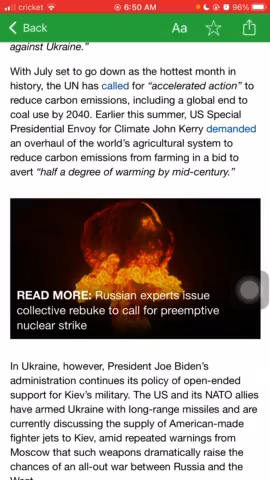 cricket
6:50 AM
96%
Back
Aa
against Ukraine.”
With July set to go down as the hottest month in
history, the UN has called for “accelerated action” to
reduce carbon emissions, including a global end to
coal use by 2040. Earlier this summer, US Special
Presidential Envoy for Climate John Kerry demanded
an overhaul of the world’s agricultural system to
reduce carbon emissions from farming in a bid to
avert “half a degree of warming by mid-century.”
READ MORE: Russian experts issue
collective rebuke to call for preemptive
nuclear strike
In Ukraine, however, President Joe Biden’s
administration continues its policy of open-ended
support for Kiev’s military. The US and its NATO allies
have armed Ukraine with long-range missiles and are
currently discussing the supply of American-made
fighter jets to Kiev, amid repeated warnings from
Moscow that such weapons dramatically raise the
chances of an all-out war between Russia and the
West.